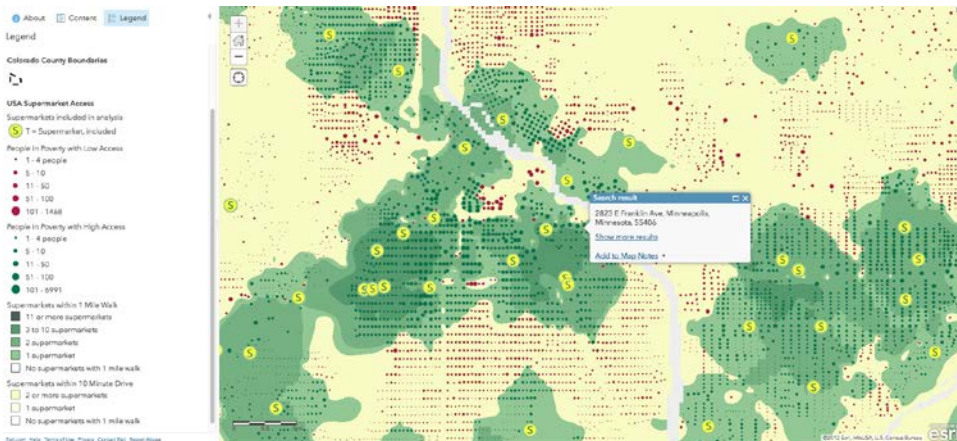 About Content Legend
Legend
Colorado County Boundaries
USA Supermarket Access
Supermarkets included in analysis
S T = Supermarket, included
People in Poverty with Low Access
1 - 4 people
5 - 10
11 - 50
51 - 100
101 - 1468
People in Poverty with High Access
1 - 4 people
5 - 10
11 - 50
51 - 100
101 - 6991
Supermarkets within 1 Mile Walk
11 or more supermarkets
3 to 10 supermarkets
2 supermarkets
1 supermarket
No supermarkets with 1 mile walk
Supermarkets within 10 Minute Drive
2 or more supermarkets
1 supermarket
No supermarkets with 1 mile walk
Search result
2823 E Franklin Ave, Minneapolis,
Minnesota, 55406
Show more results
Add to Map Notes
esri